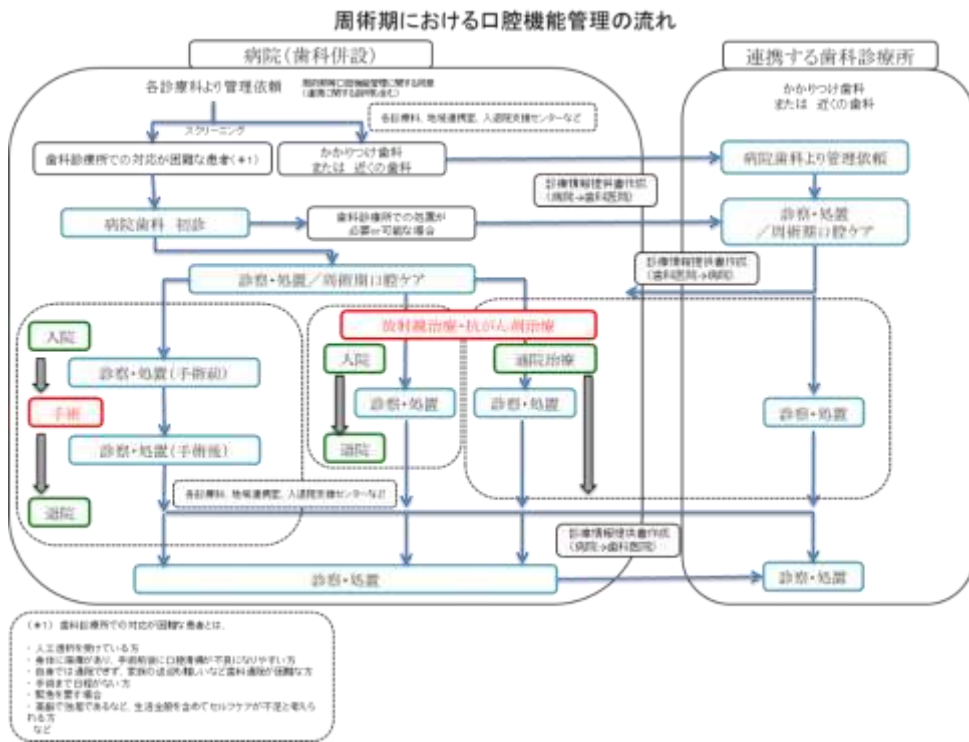 周術期における口腔機能管理の流れ
病院(歯科併設)
連携する歯科診療所
各診療科より管理依頼
かかりつけ歯科
または 近くの歯科
スクリーニング
各診療科、地域連携室、入退院支援センターなど
歯科診療所での対応が困難な患者(*1)
かかりつけ歯科
または 近くの歯科
病院歯科より管理依頼
診療情報提供書作成
(病院→歯科医院)
病院歯科 初診
歯科診療所での処置が
必要or可能な場合
診察・処置
/周術期口腔ケア
診療情報提供書作成
(歯科医院→病院)
診察・処置/周術期口腔ケア
放射線治療・抗がん剤治療
入院
入院
通院治療
診察・処置(手術前)
診察・処置
診察・処置
診察・処置
手術
診察・処置(手術後)
退院
各診療科、地域連携室、入退院支援センターなど
退院
診療情報提供書作成
(病院→歯科医院)
診察・処置
診察・処置
(*1) 歯科診療所での対応が困難な患者とは、
・人工透析を受けている方
・身体に麻痺があり、手術前後に口腔清掃が不良になりやすい方
・自身では通院できず、家族の送迎も難しいなど歯科通院が困難な方
・手術まで日程がない方
・緊急を要す場合
・高齢で独居であるなど、生活全般を含めてセルフケアが不足と考えら
れる方
など